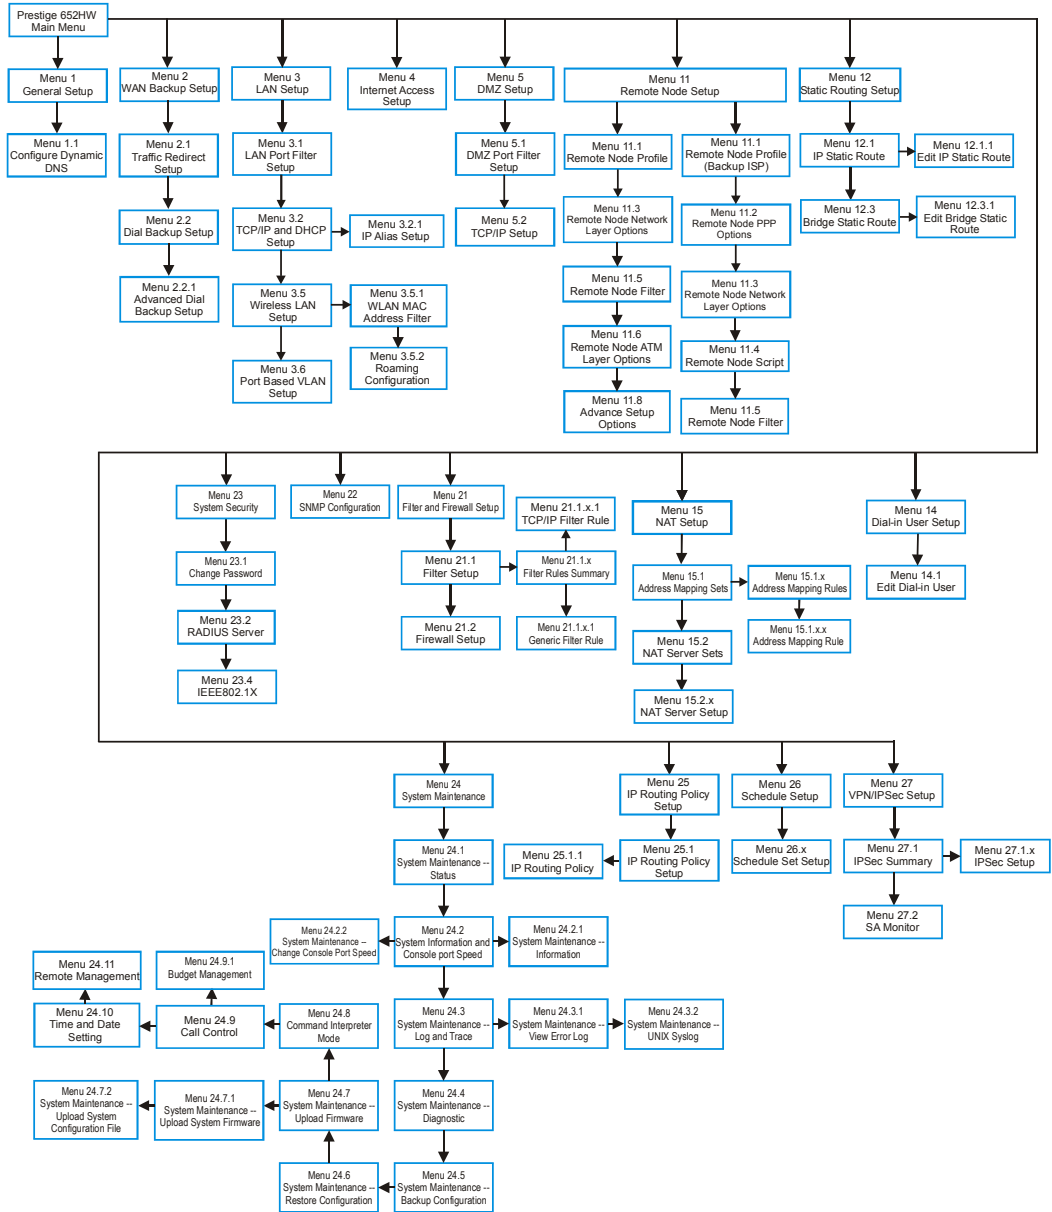 Prestige 652HW
Main Menu
Menu 1
General Setup
Menu 2
WAN Backup Setup
Menu 3
LAN Setup
Menu 4
Internet Access
Setup
Menu 5
DMZ Setup
Menu 11
Remote Node Setup
Menu 12
Static Routing Setup
Menu 1.1
Configure Dynamic
DNS
Menu 2.1
Traffic Redirect
Setup
Menu 3.1
LAN Port Filter
Setup
Menu 5.1
DMZ Port Filter
Setup
Menu 11.1
Remote Node Profile
Menu 11.1
Remote Node Profile
(Backup ISP)
Menu 12.1
IP Static Route
Menu 12.1.1
Edit IP Static Route
Menu 2.2
Dial Backup Setup
Menu 3.2
TCP/IP and DHCP
Setup
Menu 3.2.1
IP Alias Setup
Menu 5.2
TCP/IP Setup
Menu 11.3
Remote Node Network
Layer Options
Menu 11.2
Remote Node PPP
Options
Menu 12.3
Bridge Static Route
Menu 12.3.1
Edit Bridge Static
Route
Menu 2.2.1
Advanced Dial
Backup Setup
Menu 3.5
Wireless LAN
Setup
Menu 3.5.1
WLAN MAC
Address Filter
Menu 11.5
Remote Node Filter
Menu 11.3
Remote Node Network
Layer Options
Menu 3.6
Port Based VLAN
Setup
Menu 3.5.2
Roaming
Configuration
Menu 11.6
Remote Node ATM
Layer Options
Menu 11.4
Remote Node Script
Menu 11.8
Advance Setup
Options
Menu 11.5
Remote Node Filter
Menu 23
System Security
Menu 22
SNMP Configuration
Menu 21
Filter and Firewall Setup
Menu 21.1.x.1
TCP/IP Filter Rule
Menu 15
NAT Setup
Menu 14
Dial-in User Setup
Menu 23.1
Change Password
Menu 21.1
Filter Setup
Menu 21.1.x
Filter Rules Summary
Menu 15.1
Address Mapping Sets
Menu 15.1.x
Address Mapping Rules
Menu 14.1
Edit Dial-in User
Menu 23.2
RADIUS Server
Menu 21.2
Firewall Setup
Menu 21.1.x.1
Generic Filter Rule
Menu 15.2
NAT Server Sets
Menu 15.1.x.x
Address Mapping Rule
Menu 23.4
IEEE802.1X
Menu 15.2.x
NAT Server Setup
Menu 24
System Maintenance
Menu 25
IP Routing Policy
Setup
Menu 26
Schedule Setup
Menu 27
VPN/IPSec Setup
Menu 24.1
System Maintenance --
Status
Menu 25.1.1
IP Routing Policy
Menu 25.1
IP Routing Policy
Setup
Menu 26.x
Schedule Set Setup
Menu 27.1
IPSec Summary
Menu 27.1.x
IPSec Setup
Menu 24.2.2
System Maintenance --
Change Console Port Speed
Menu 24.2
System Information and
Console port Speed
Menu 24.2.1
System Maintenance --
Information
Menu 27.2
SA Monitor
Menu 24.11
Remote Management
Menu 24.9.1
Budget Management
Menu 24.10
Time and Date
Setting
Menu 24.9
Call Control
Menu 24.8
Command Interpreter
Mode
Menu 24.3
System Maintenance --
Log and Trace
Menu 24.3.1
System Maintenance --
View Error Log
Menu 24.3.2
System Maintenance --
UNIX Syslog
Menu 24.7.2
System Maintenance --
Upload System
Configuration File
Menu 24.7.1
System Maintenance --
Upload System Firmware
Menu 24.7
System Maintenance --
Upload Firmware
Menu 24.4
System Maintenance --
Diagnostic
Menu 24.6
System Maintenance --
Restore Configuration
Menu 24.5
System Maintenance --
Backup Configuration